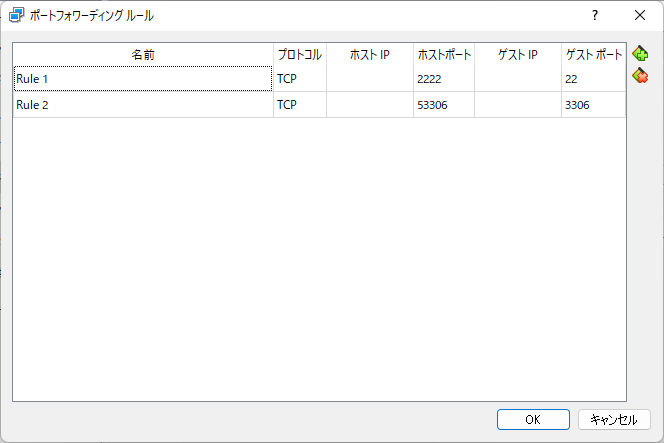 ポートフォワーディング ルール
名前 プロトコル ホスト IP ホストポート ゲスト IP ゲスト ポート
Rule 1 TCP 2222 22
Rule 2 TCP 53306 3306
OK キャンセル